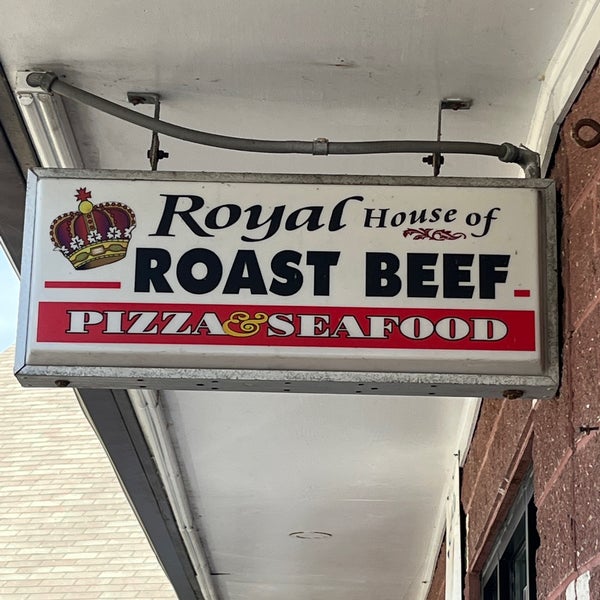 Royal House of
ROAST BEEF
PIZZA & SEAFOOD